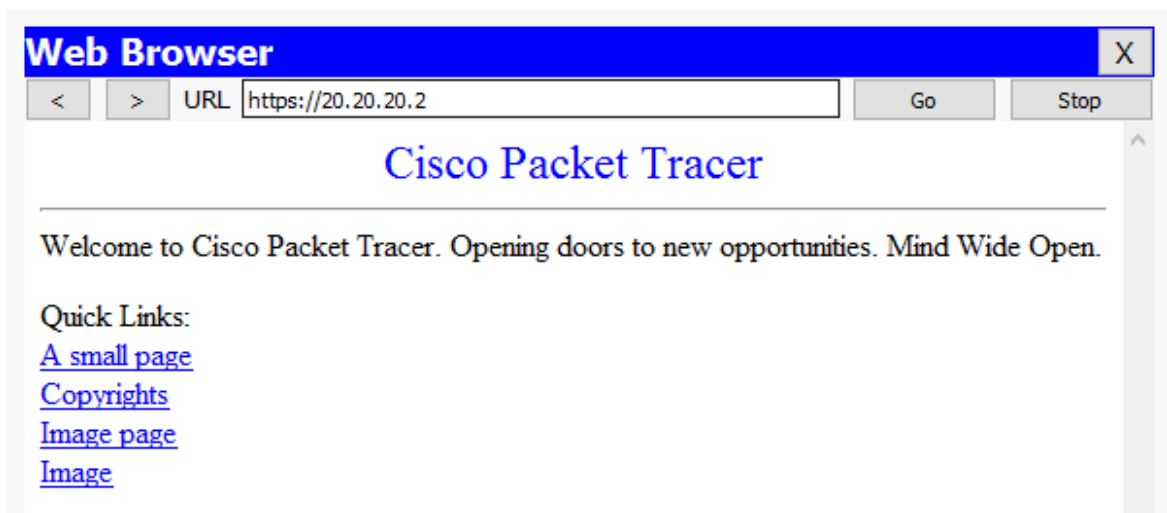 Web Browser X
< > URL https://20.20.20.2 Go Stop
Cisco Packet Tracer
Welcome to Cisco Packet Tracer. Opening doors to new opportunities. Mind Wide Open.
Quick Links:
A small page
Copyrights
Image page
Image